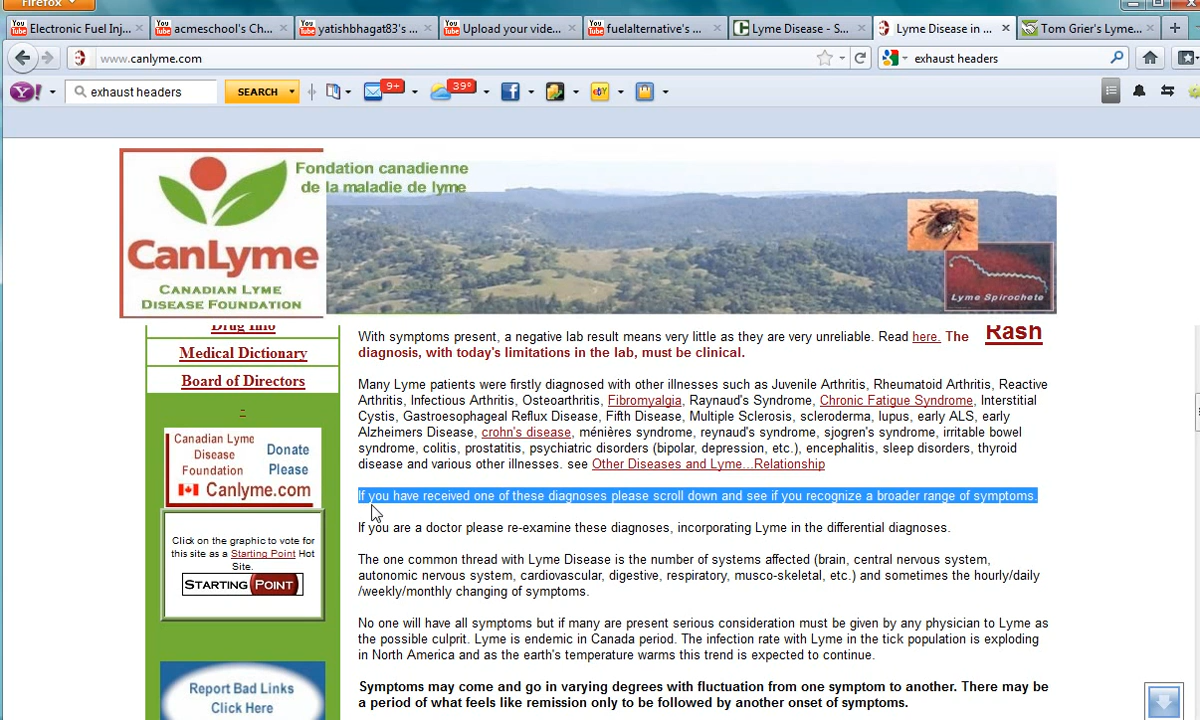 Firefox
Electronic Fuel Inj...
acmeschool's Ch...
yatishbhagat83's ...
Upload your vide...
fuelalternative's ...
Lyme Disease - S...
Lyme Disease in ...
Tom Grier's Lyme...
www.canlyme.com
exhaust headers
exhaust headers
SEARCH
9+
39°
Fondation canadienne
de la maladie de lyme
CanLyme
CANADIAN LYME
DISEASE FOUNDATION
Lyme Spirochete
Drug Info
Medical Dictionary
Board of Directors
Canadian Lyme
Disease
Foundation
Donate
Please
Canlyme.com
Click on the graphic to vote for
this site as a Starting Point Hot
Site.
STARTING POINT
Report Bad Links
Click Here
With symptoms present, a negative lab result means very little as they are very unreliable. Read here. The
diagnosis, with today's limitations in the lab, must be clinical.
Rash
Many Lyme patients were firstly diagnosed with other illnesses such as Juvenile Arthritis, Rheumatoid Arthritis, Reactive
Arthritis, Infectious Arthritis, Osteoarthritis, Fibromyalgia, Raynaud's Syndrome, Chronic Fatigue Syndrome, Interstitial
Cystis, Gastroesophageal Reflux Disease, Fifth Disease, Multiple Sclerosis, scleroderma, lupus, early ALS, early
Alzheimers Disease, crohn's disease, ménières syndrome, reynaud's syndrome, sjogren's syndrome, irritable bowel
syndrome, colitis, prostatitis, psychiatric disorders (bipolar, depression, etc.), encephalitis, sleep disorders, thyroid
disease and various other illnesses. see Other Diseases and Lyme...Relationship
If you have received one of these diagnoses please scroll down and see if you recognize a broader range of symptoms.
If you are a doctor please re-examine these diagnoses, incorporating Lyme in the differential diagnoses.
The one common thread with Lyme Disease is the number of systems affected (brain, central nervous system,
autonomic nervous system, cardiovascular, digestive, respiratory, musco-skeletal, etc.) and sometimes the hourly/daily
/weekly/monthly changing of symptoms.
No one will have all symptoms but if many are present serious consideration must be given by any physician to Lyme as
the possible culprit. Lyme is endemic in Canada period. The infection rate with Lyme in the tick population is exploding
in North America and as the earth's temperature warms this trend is expected to continue.
Symptoms may come and go in varying degrees with fluctuation from one symptom to another. There may be
a period of what feels like remission only to be followed by another onset of symptoms.